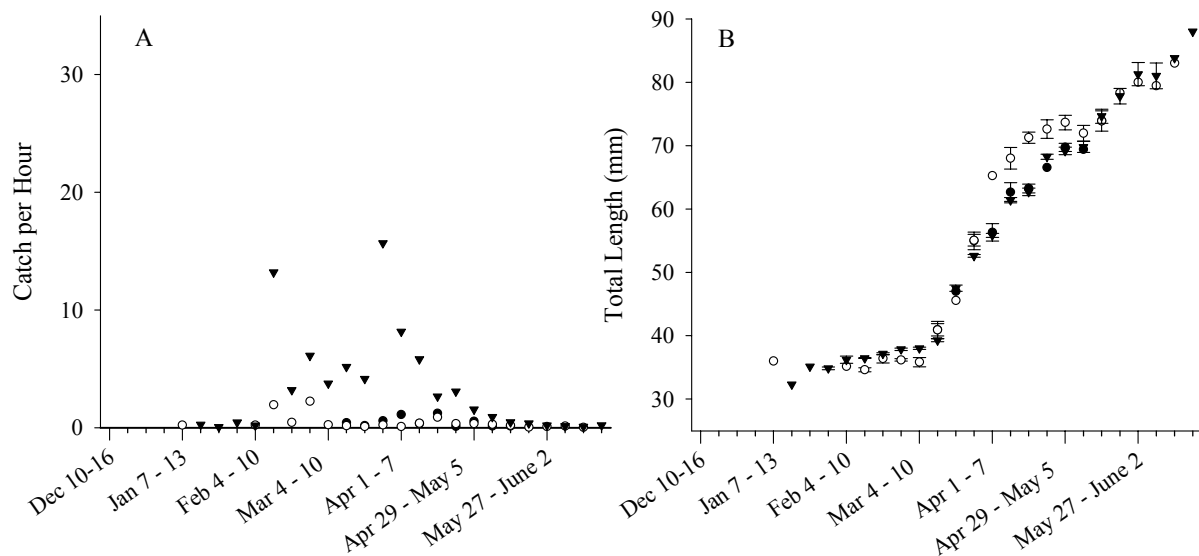 A
30
20
10
0
Catch per Hour
Dec 10-16
Jan 7 - 13
Feb 4 - 10
Mar 4 - 10
Apr 1 - 7
Apr 29 - May 5
May 27 - June 2
B
90
80
70
60
50
40
30
Total Length (mm)
Dec 10-16
Jan 7 - 13
Feb 4 - 10
Mar 4 - 10
Apr 1 - 7
Apr 29 - May 5
May 27 - June 2